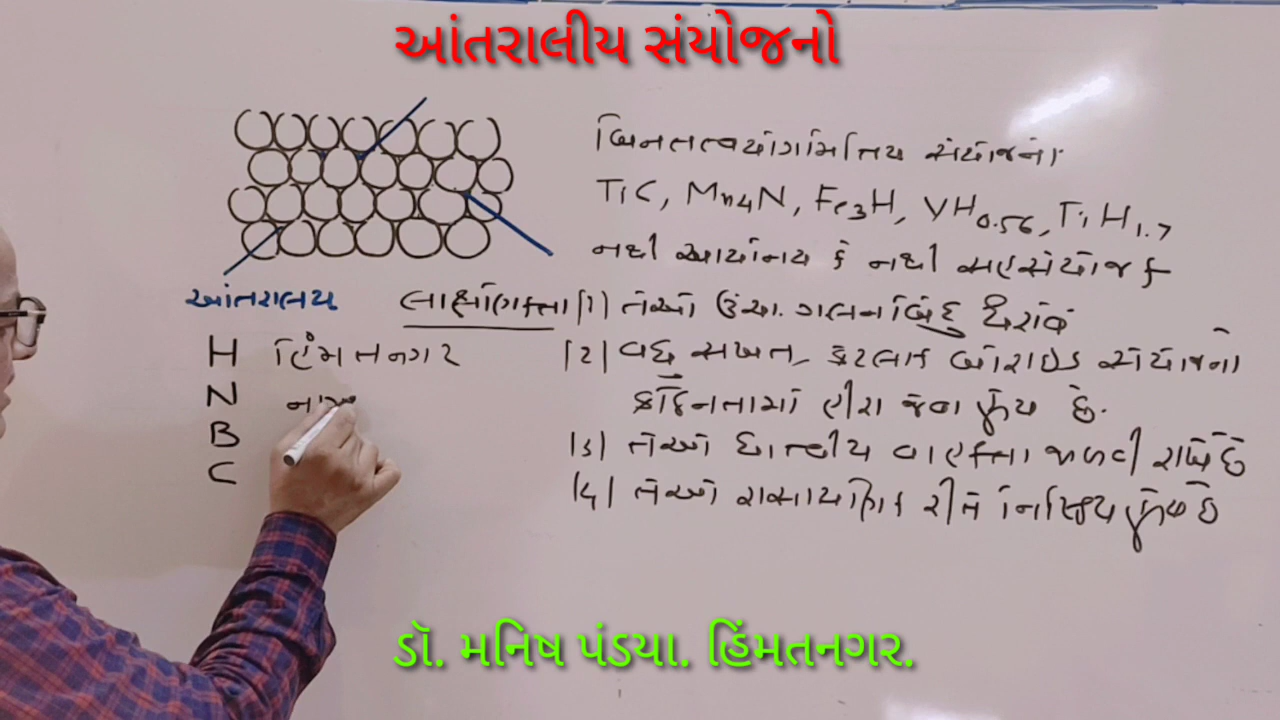 આંતરાલીય સંયોજનો
બિનતત્વયોગમિતિય સંયોજનો
TiC, Mn4N, Fe3H, VH0.56, TiH1.7
નથી આયોનિય કે નથી સહસંયોજક
આંતરાલય
લાક્ષણિકતા (1) તેઓ ઉંચા ગલનબિંદુ ધરાવે
(2) વધુ સખત, કેટલાક બોરાઇડ સંયોજનો
કઠિનતામાં હીરા જેવા હોય છે.
(3) તેઓ ધાત્વીય વાહકતા જાળવી રાખે છે
(4) તેઓ રાસાયણિક રીતે નિષ્ક્રિય હોય છે
H હિંમતનગર
N ના
B
C
ડૉ. મનિષ પંડયા. હિંમતનગર.